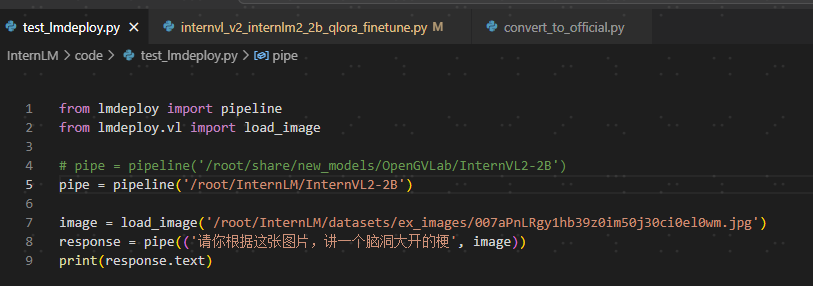 test_lmdeploy.py × internvl_v2_internlm2_2b_qlora_finetune.py M convert_to_official.py
InternLM > code > test_lmdeploy.py > pipe
1 from lmdeploy import pipeline
2 from lmdeploy.vl import load_image
3
4 # pipe = pipeline('/root/share/new_models/OpenGVLab/InternVL2-2B')
5 pipe = pipeline('/root/InternLM/InternVL2-2B')
6
7 image = load_image('/root/InternLM/datasets/ex_images/007aPnLRgy1hb39z0im50j30ci0el0wm.jpg')
8 response = pipe(('请你根据这张图片，讲一个脑洞大开的梗', image))
9 print(response.text)